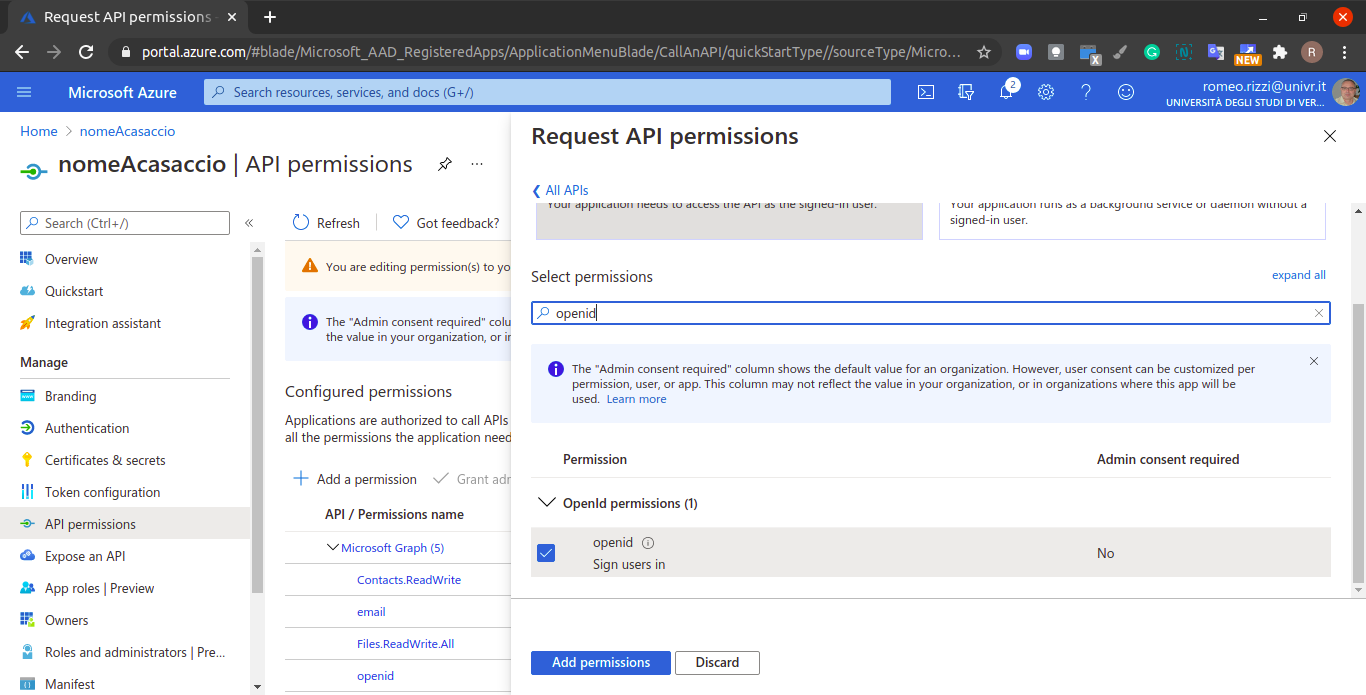 Request API permissions
portal.azure.com/#blade/Microsoft_AAD_RegisteredApps/ApplicationMenuBlade/CallAnAPI/quickStartType//sourceType/Micro...
NEW
R
Microsoft Azure
Search resources, services, and docs (G+/)
2
romeo.rizzi@univr.it
UNIVERSITÀ DEGLI STUDI DI VER...
Home > nomeAcasaccio
nomeAcasaccio | API permissions
Search (Ctrl+/)
Overview
Quickstart
Integration assistant
Manage
Branding
Authentication
Certificates & secrets
Token configuration
API permissions
Expose an API
App roles | Preview
Owners
Roles and administrators | Pre...
Manifest
Refresh
Got feedback?
You are editing permission(s) to yo
The "Admin consent required" colu
the value in your organization, or in
Configured permissions
Applications are authorized to call APIs
all the permissions the application need
Add a permission
Grant adr
API / Permissions name
Microsoft Graph (5)
Contacts.ReadWrite
email
Files.ReadWrite.All
openid
Request API permissions
All APIs
Your application needs to access the API as the signed-in user.
Your application runs as a background service or daemon without a
signed-in user.
Select permissions
expand all
openid
The "Admin consent required" column shows the default value for an organization. However, user consent can be customized per
permission, user, or app. This column may not reflect the value in your organization, or in organizations where this app will be
used. Learn more
Permission
Admin consent required
OpenId permissions (1)
openid
Sign users in
No
Add permissions
Discard